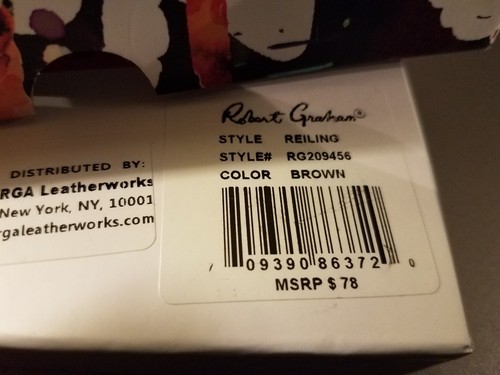 DISTRIBUTED BY:
RGA Leatherworks
New York, NY, 10001
rgaleatherworks.com
Robert Graham®
STYLE REILING
STYLE# RG209456
COLOR BROWN
7 09390 86372 0
MSRP $78